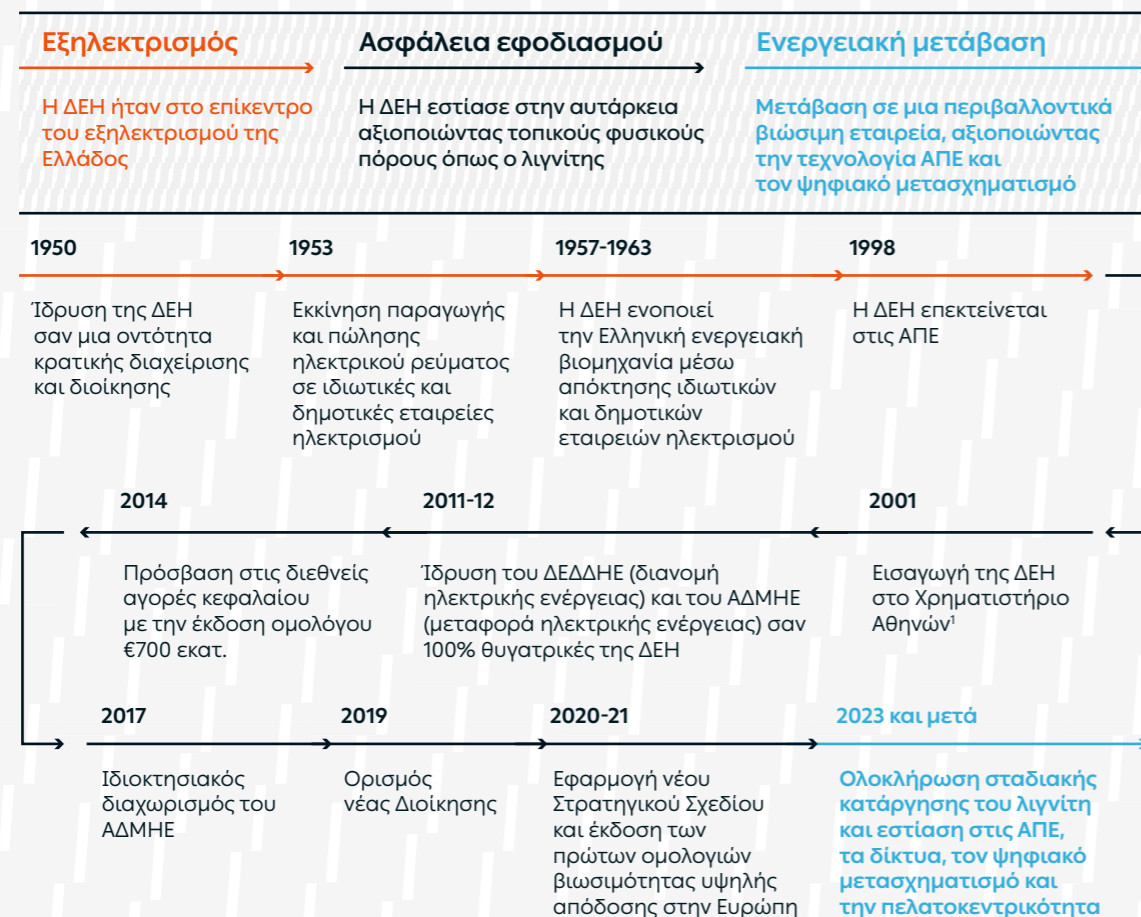 Εξηλεκτρισμός
Η ΔΕΗ ήταν στο επίκεντρο
του εξηλεκτρισμού της
Ελλάδος
Ασφάλεια εφοδιασμού
Η ΔΕΗ εστίασε στην αυτάρκεια
αξιοποιώντας τοπικούς φυσικούς
πόρους όπως ο λιγνίτης
Ενεργειακή μετάβαση
Μετάβαση σε μια περιβαλλοντικά
βιώσιμη εταιρεία, αξιοποιώντας
την τεχνολογία ΑΠΕ και
τον ψηφιακό μετασχηματισμό
1950
Ίδρυση της ΔΕΗ
σαν μια οντότητα
κρατικής διαχείρισης
και διοίκησης
1953
Εκκίνηση παραγωγής
και πώλησης
ηλεκτρικού ρεύματος
σε ιδιωτικές και
δημοτικές εταιρείες
ηλεκτρισμού
1957-1963
Η ΔΕΗ ενοποιεί
την Ελληνική ενεργειακή
βιομηχανία μέσω
απόκτησης ιδιωτικών
και δημοτικών
εταιρειών ηλεκτρισμού
1998
Η ΔΕΗ επεκτείνεται
στις ΑΠΕ
2014
Πρόσβαση στις διεθνείς
αγορές κεφαλαίου
με την έκδοση ομολόγου
€700 εκατ.
2011-12
Ίδρυση του ΔΕΔΔΗΕ (διανομή
ηλεκτρικής ενέργειας) και του ΑΔΜΗΕ
(μεταφορά ηλεκτρικής ενέργειας) σαν
100% θυγατρικές της ΔΕΗ
2001
Εισαγωγή της ΔΕΗ
στο Χρηματιστήριο
Αθηνών¹
2017
Ιδιοκτησιακός
διαχωρισμός του
ΑΔΜΗΕ
2019
Ορισμός
νέας Διοίκησης
2020-21
Εφαρμογή νέου
Στρατηγικού Σχεδίου
και έκδοση των
πρώτων ομολογιών
βιωσιμότητας υψηλής
απόδοσης στην Ευρώπη
2023 και μετά
Ολοκλήρωση σταδιακής
κατάργησης του λιγνίτη
και εστίαση στις ΑΠΕ,
τα δίκτυα, τον ψηφιακό
μετασχηματισμό και
την πελατοκεντρικότητα